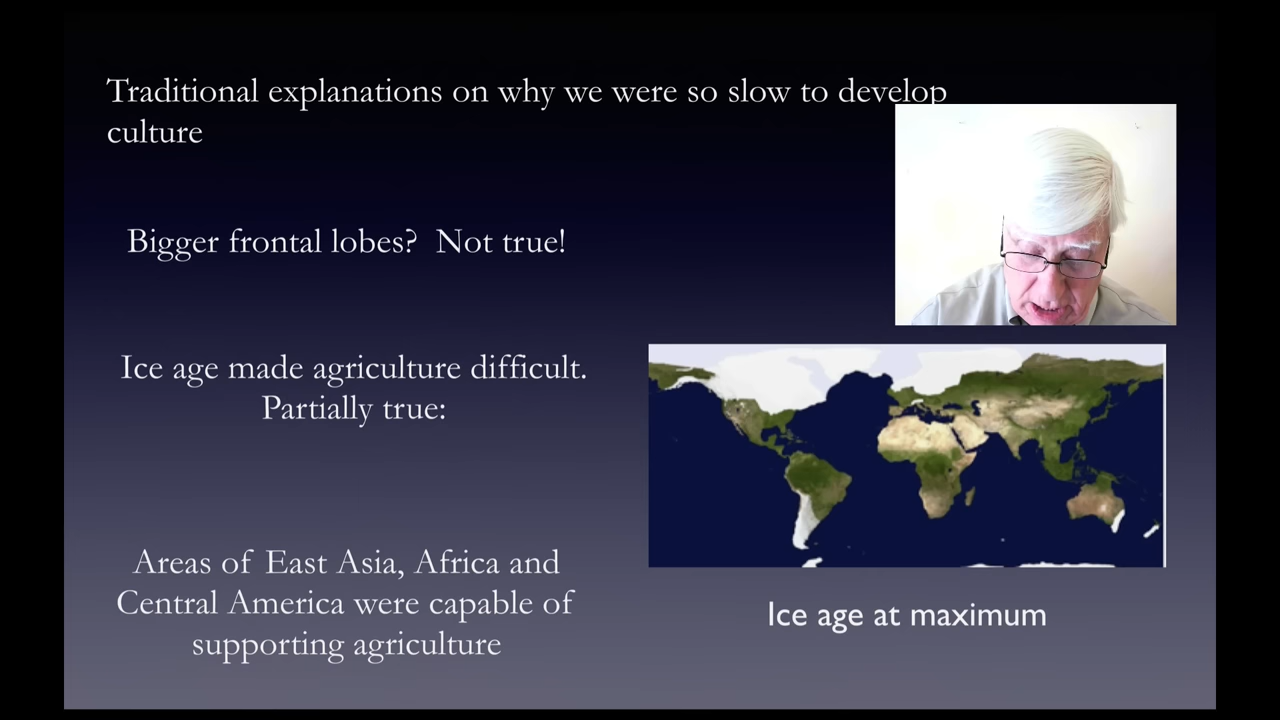 Traditional explanations on why we were so slow to develop
culture
Bigger frontal lobes? Not true!
Ice age made agriculture difficult.
Partially true:
Areas of East Asia, Africa and
Central America were capable of
supporting agriculture
Ice age at maximum